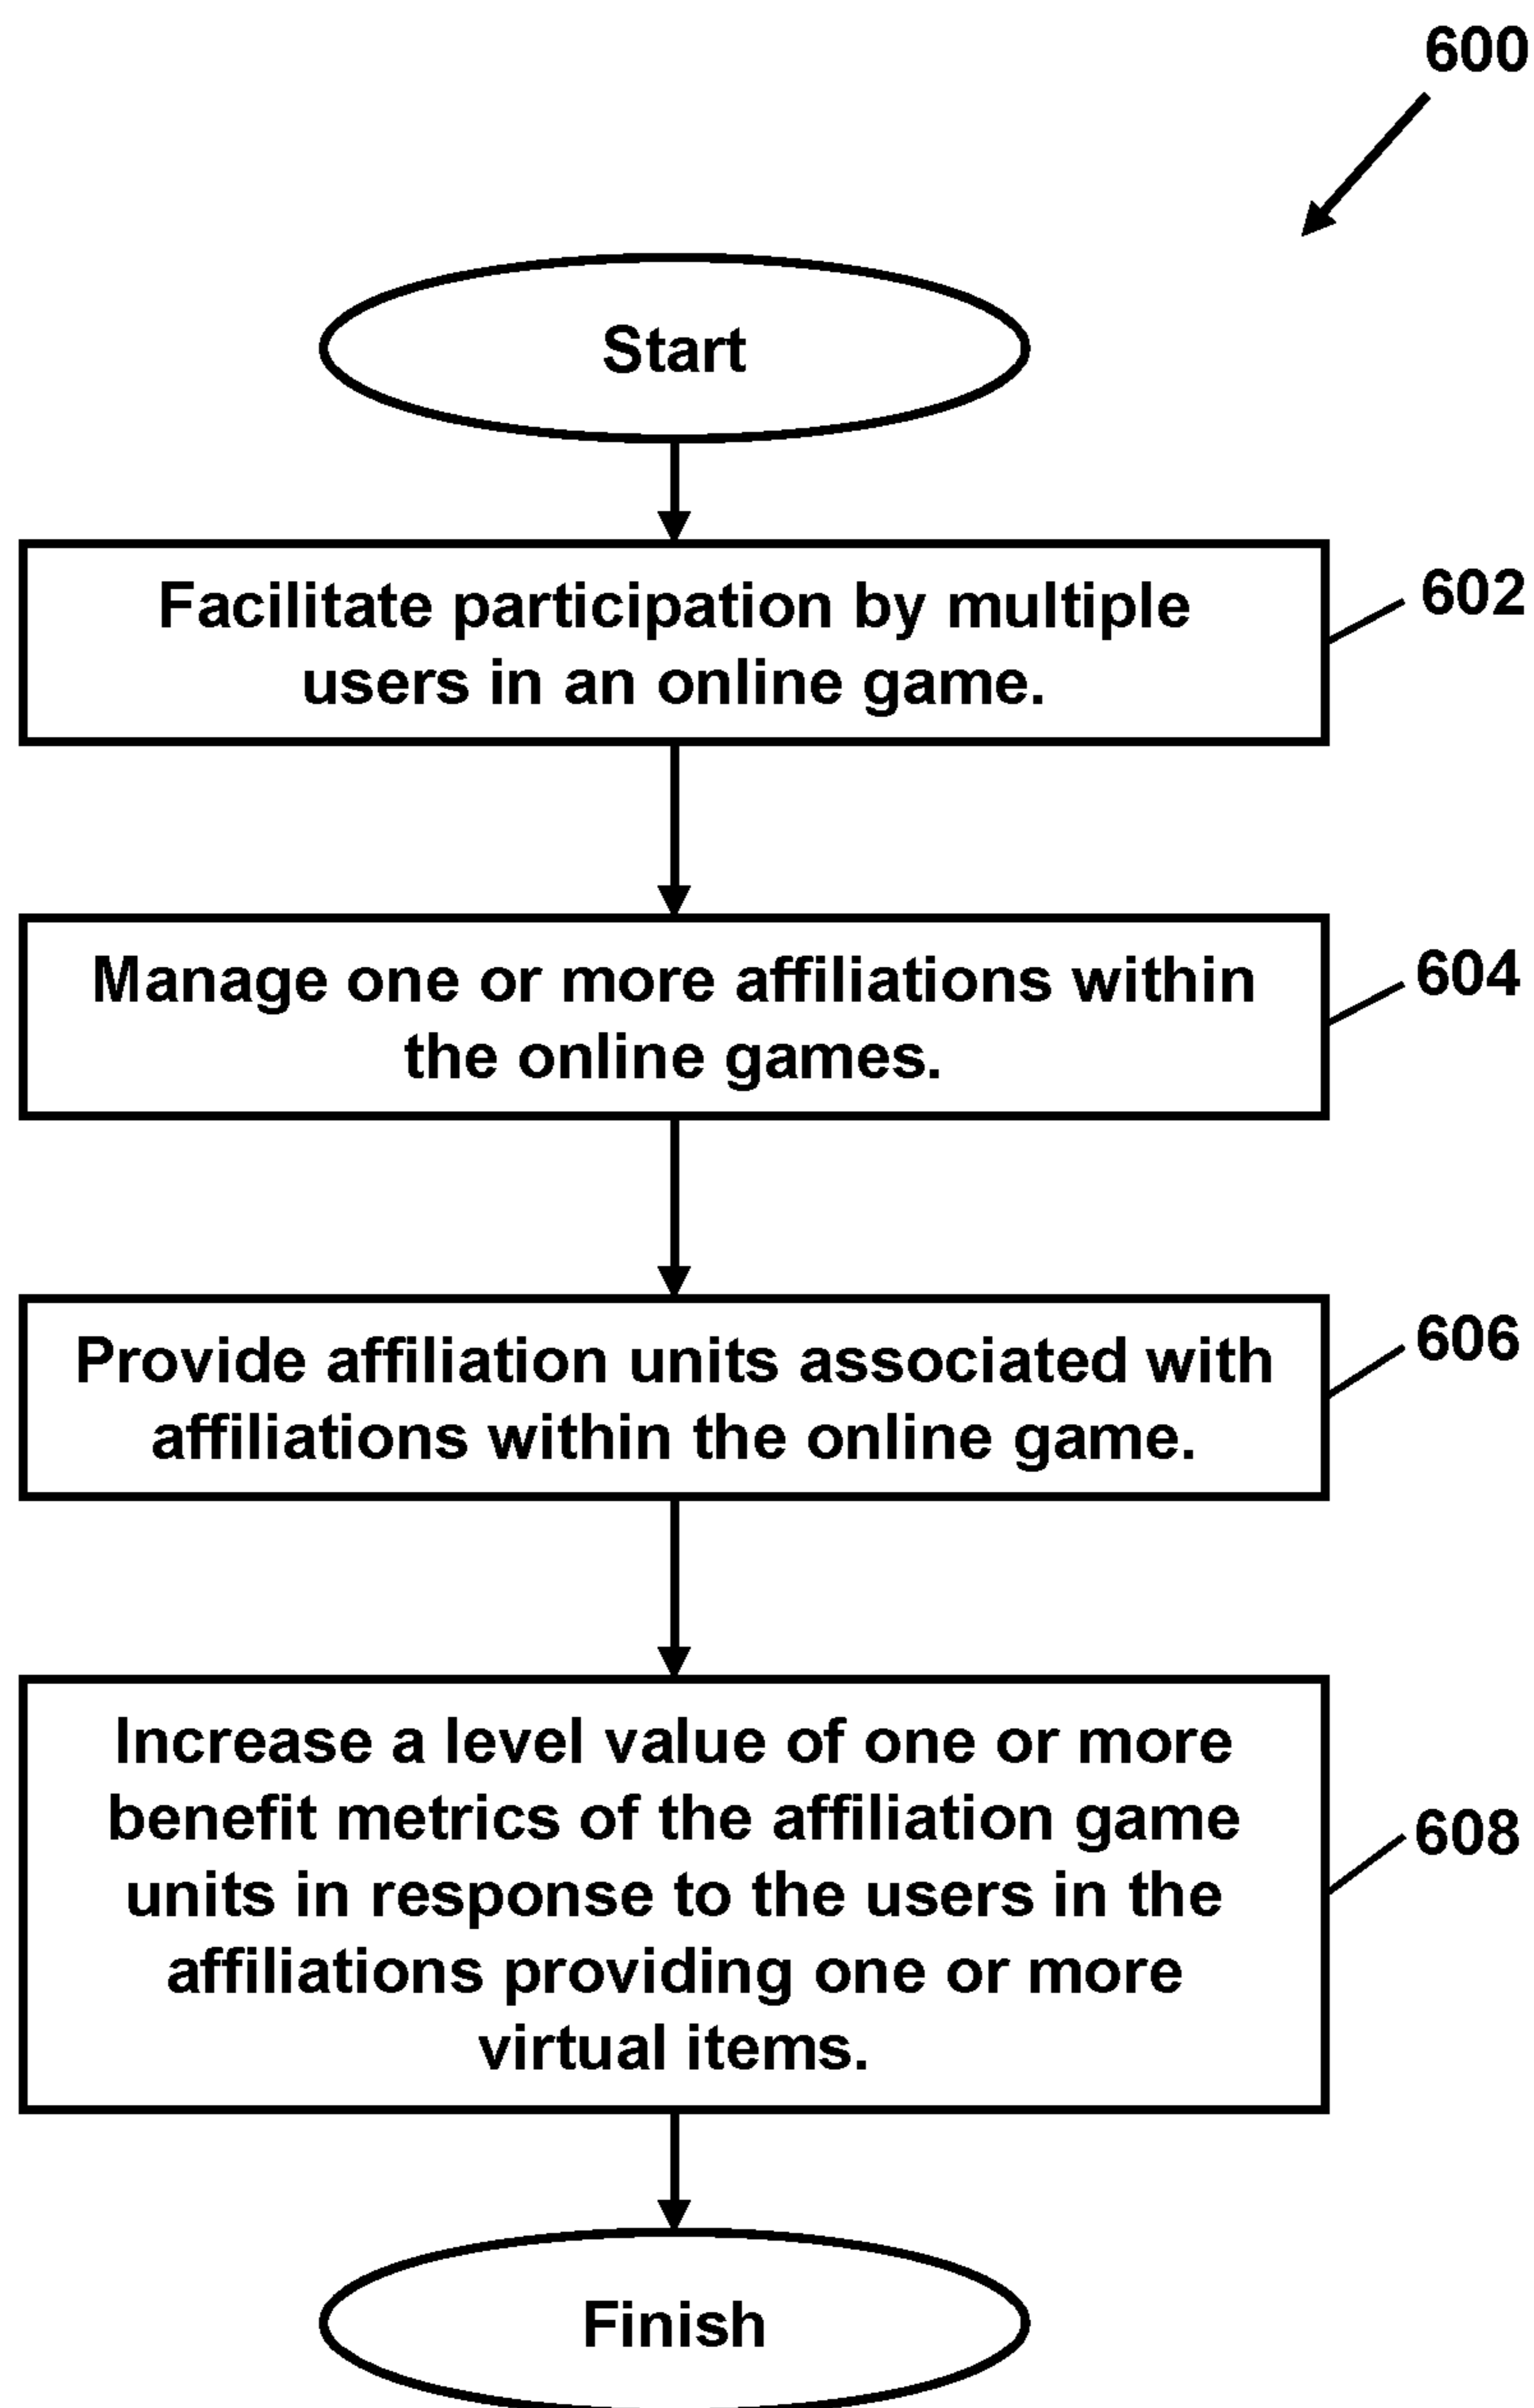 600
Start
Facilitate participation by multiple
users in an online game.
602
Manage one or more affiliations within
the online games.
604
Provide affiliation units associated with
affiliations within the online game.
606
Increase a level value of one or more
benefit metrics of the affiliation game
units in response to the users in the
affiliations providing one or more
virtual items.
608
Finish